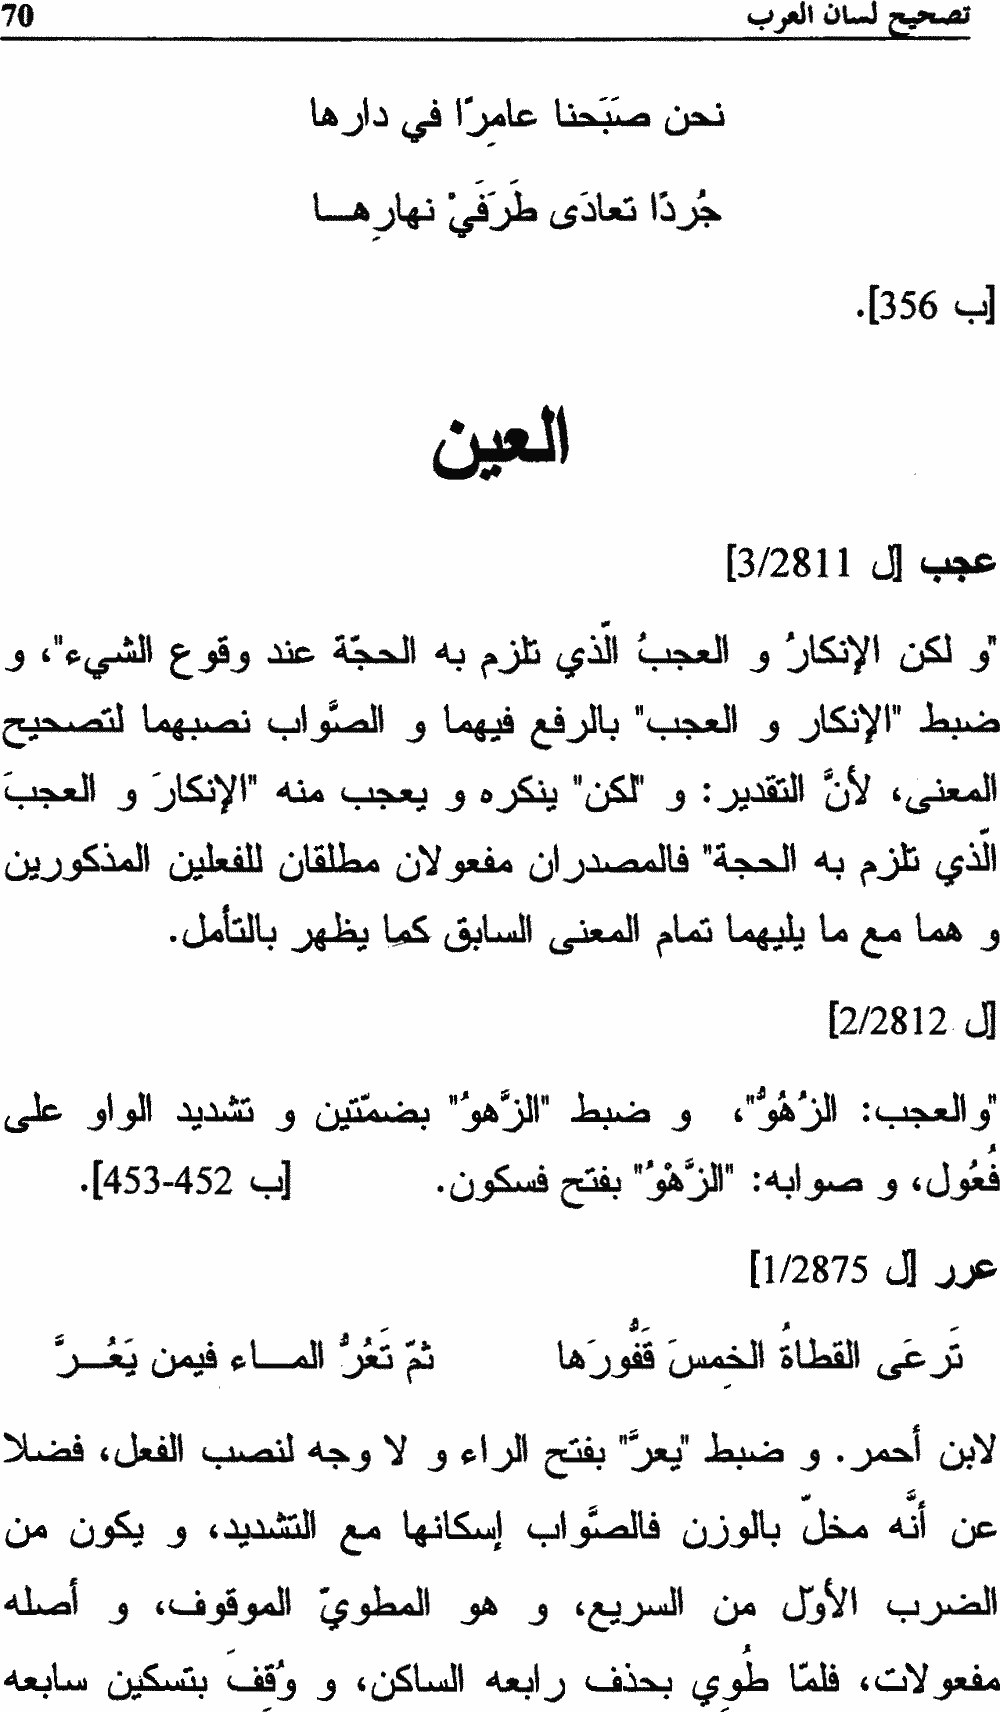 تصحيح لسان العرب 70
نحن صبَحنا عامِرًا في دارها
جُردًا تعادَى طَرَفَيْ نهارِهـا
[ب 356].
العين
عجب [ل 3/2811]
"و لكن الإنكارُ و العجبُ الّذي تلزم به الحجّة عند وقوع الشيء"، و
ضبط "الإنكار و العجب" بالرفع فيهما و الصَّواب نصبهما لتصحيح
المعنى، لأنَّ التقدير: و "لكن" ينكره و يعجب منه "الإنكارَ و العجبَ
الّذي تلزم به الحجة" فالمصدران مفعولان مطلقان للفعلين المذكورين
و هما مع ما يليهما تمام المعنى السابق كما يظهر بالتأمل.
[ل 2/2812]
"والعجب: الزُهُوُّ"، و ضبط "الزَّهوُ" بضمّتين و تشديد الواو على
فُعُول، و صوابه: "الزَّهْوُ" بفتح فسكون. [ب 452-453].
عرر [ل 1/2875]
تَرعَى القطاةُ الخِمسَ قَفُّورَها ثمّ تَعُرُّ المــاء فيمن يَعُــرَّ
لابن أحمر. و ضبط "يعرَّ" بفتح الراء و لا وجه لنصب الفعل، فضلا
عن أنَّه مخلّ بالوزن فالصَّواب إسكانها مع التشديد، و يكون من
الضرب الأوّل من السريع، و هو المطويّ الموقوف، و أصله
مفعولات، فلمّا طُوِي بحذف رابعه الساكن، و وُقِفَ بتسكين سابعه